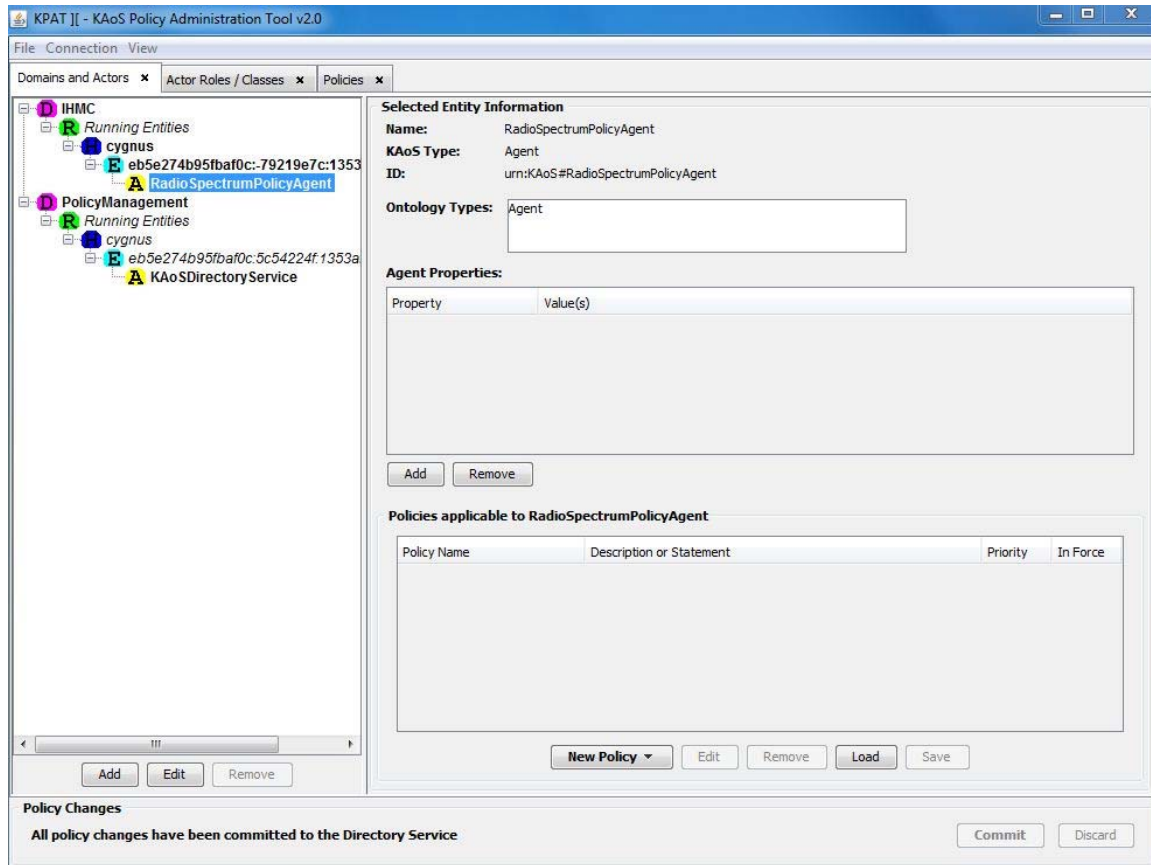 KPAT ][ - KAoS Policy Administration Tool v2.0
File Connection View
Domains and Actors x Actor Roles / Classes x Policies x
D IHMC
R Running Entities
H cygnus
E eb5e274b95fbaf0c:-79219e7c:1353
A RadioSpectrumPolicyAgent
D PolicyManagement
R Running Entities
H cygnus
E eb5e274b95fbaf0c:5c54224f:1353a
A KAoSDirectoryService
Add Edit Remove
Selected Entity Information
Name: RadioSpectrumPolicyAgent
KAoS Type: Agent
ID: urn:KAoS#RadioSpectrumPolicyAgent
Ontology Types: Agent
Agent Properties:
Property Value(s)
Add Remove
Policies applicable to RadioSpectrumPolicyAgent
Policy Name Description or Statement Priority In Force
New Policy Edit Remove Load Save
Policy Changes
All policy changes have been committed to the Directory Service
Commit Discard